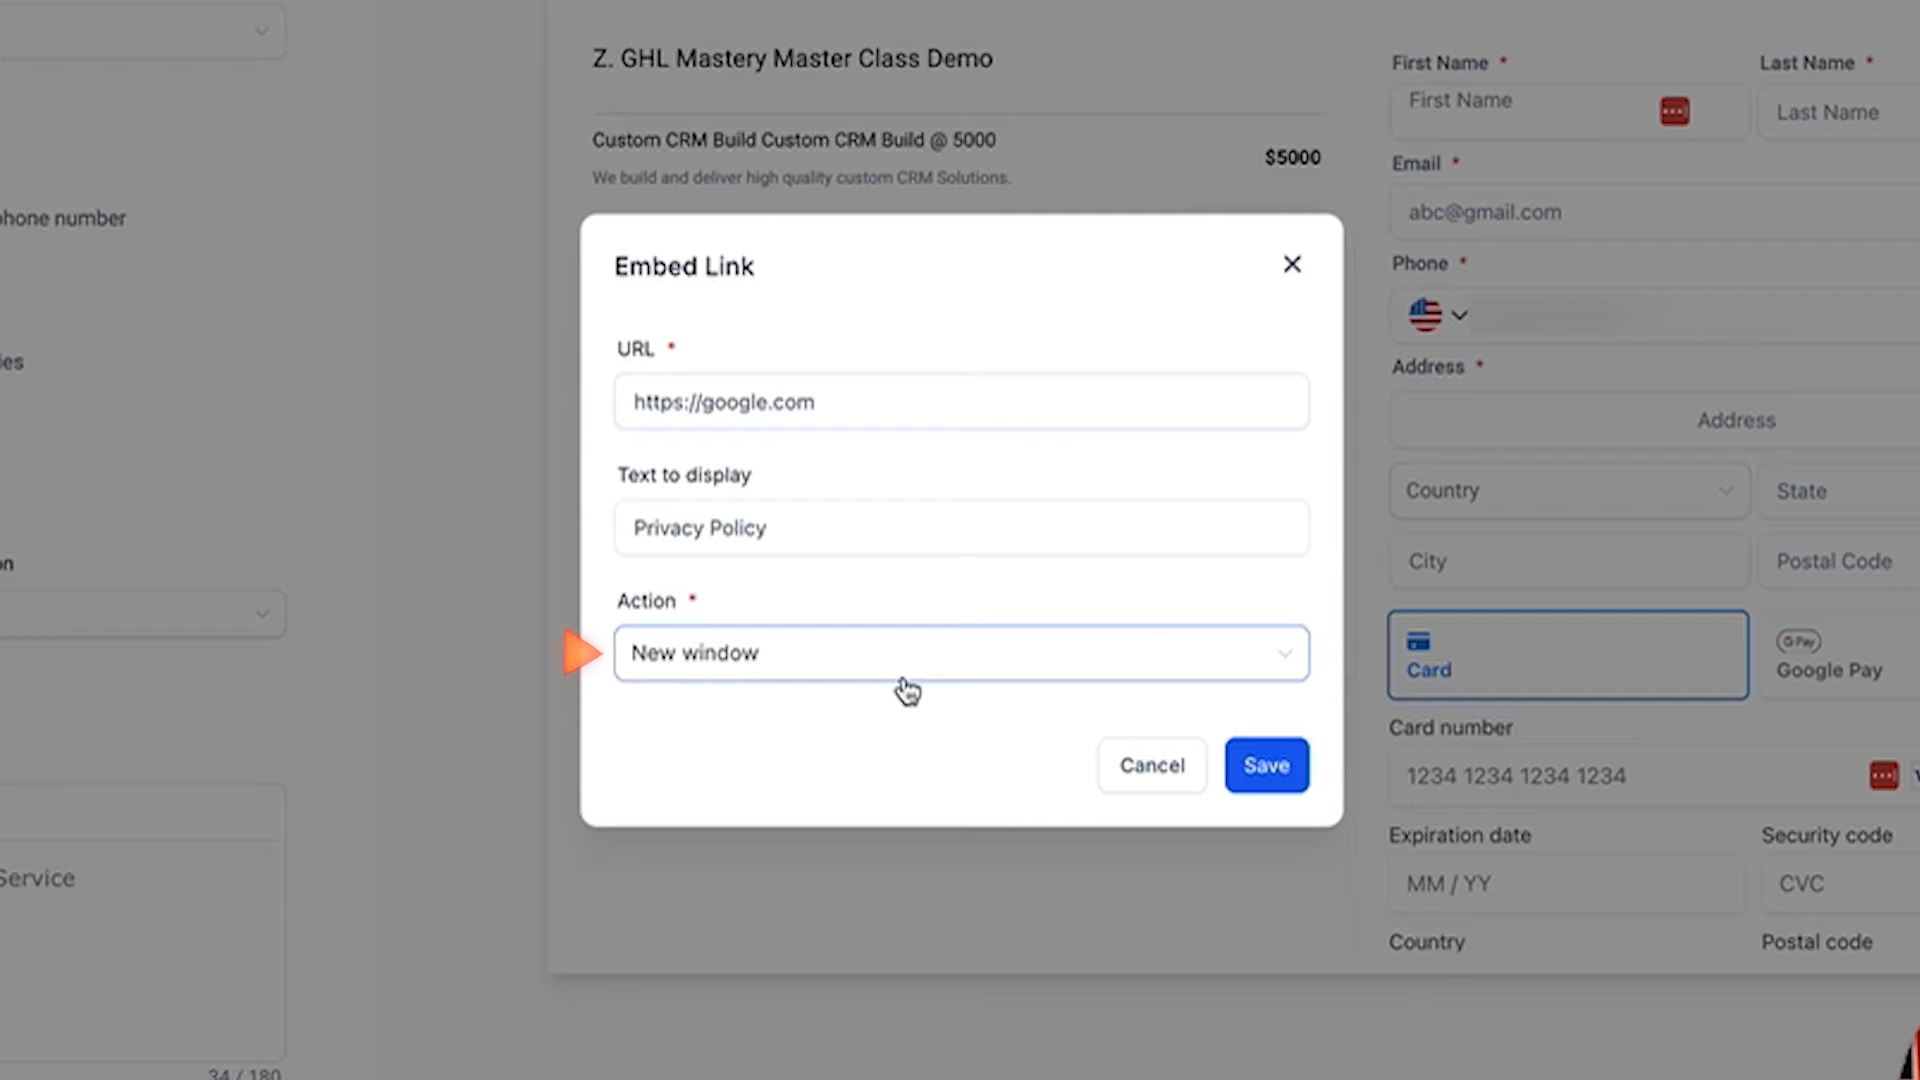 Z. GHL Mastery Master Class Demo
Custom CRM Build Custom CRM Build @ 5000
$5000
We build and deliver high quality custom CRM Solutions.
phone number
ies
on
Service
34 / 180
Embed Link
URL *
https://google.com
Text to display
Privacy Policy
Action *
New window
Cancel
Save
First Name *
Last Name *
First Name
Last Name
Email *
abc@gmail.com
Phone *
Address *
Address
Country
State
City
Postal Code
Card
G Pay
Google Pay
Card number
1234 1234 1234 1234
Expiration date
Security code
MM / YY
CVC
Country
Postal code